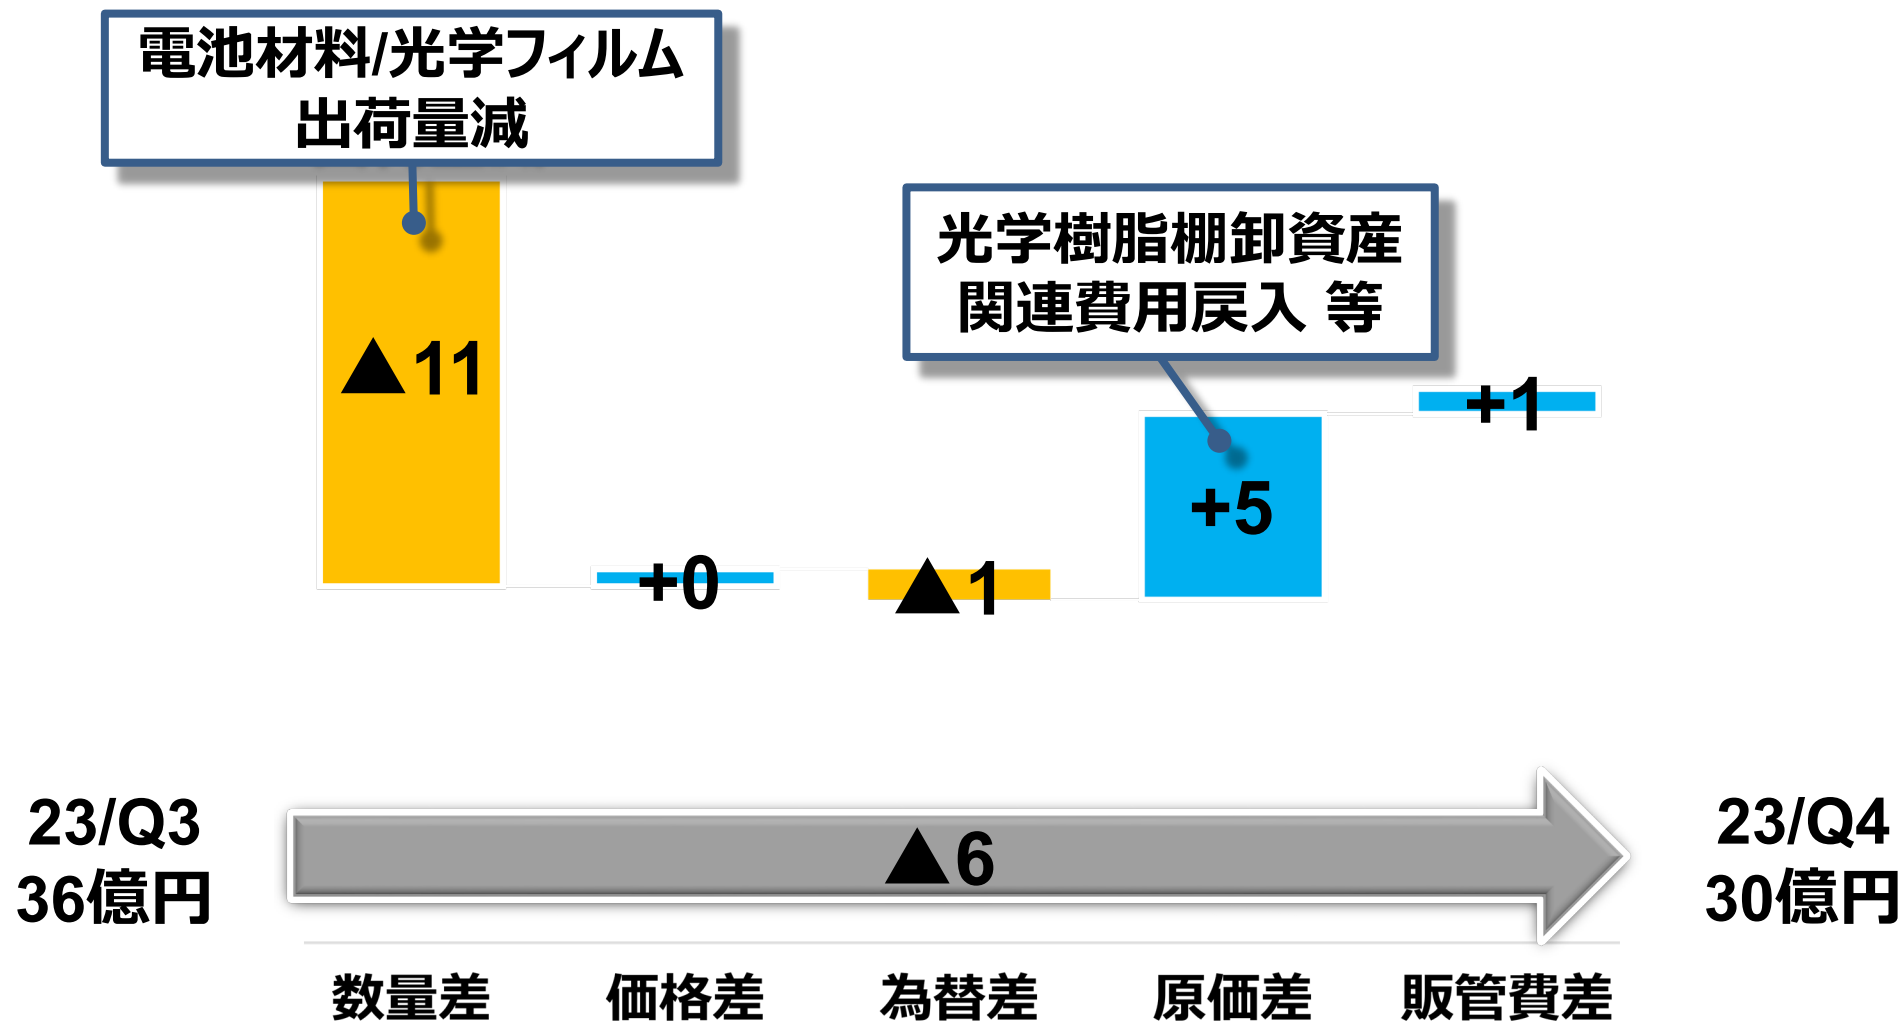 電池材料/光学フィルム
出荷量減
光学樹脂棚卸資産
関連費用戻入 等
▲11
+0
▲1
+5
+1
23/Q3
36億円
▲6
23/Q4
30億円
数量差
価格差
為替差
原価差
販管費差